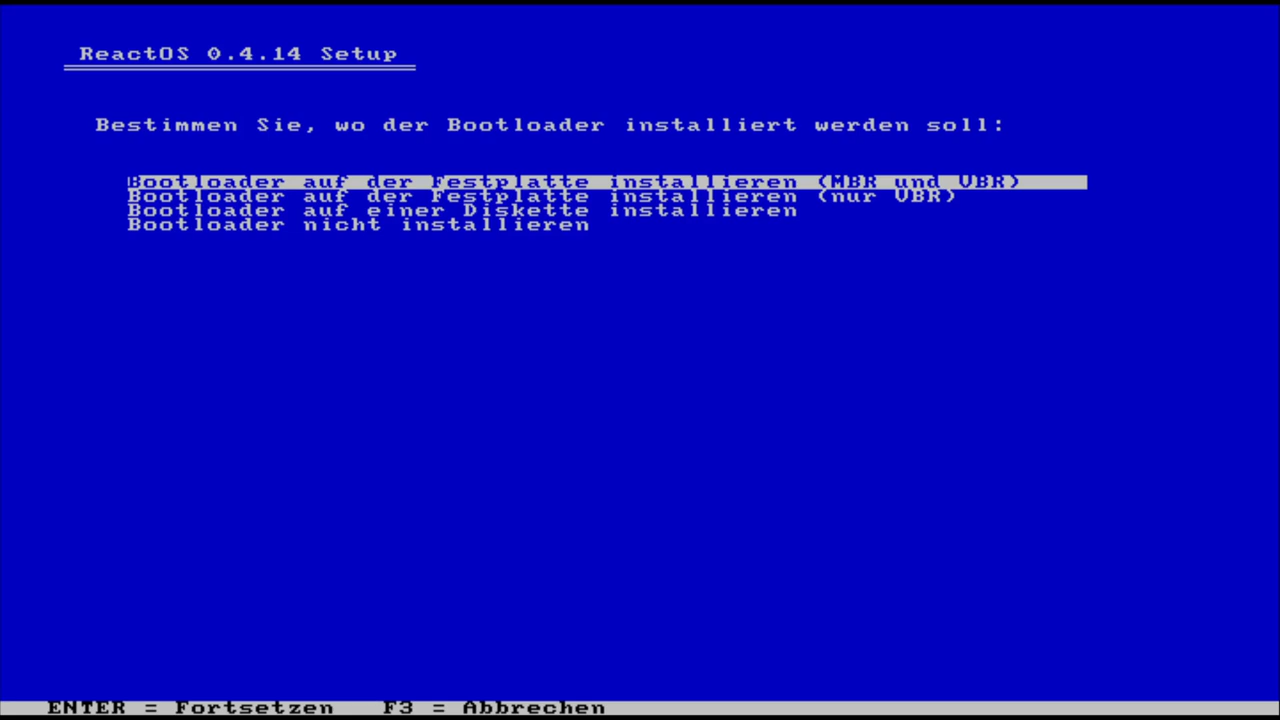 ReactOS 0.4.14 Setup
Bestimmen Sie, wo der Bootloader installiert werden soll:
Bootloader auf der Festplatte installieren (MBR und VBR)
Bootloader auf der Festplatte installieren (nur VBR)
Bootloader auf einer Diskette installieren
Bootloader nicht installieren
ENTER = Fortsetzen F3 = Abbrechen